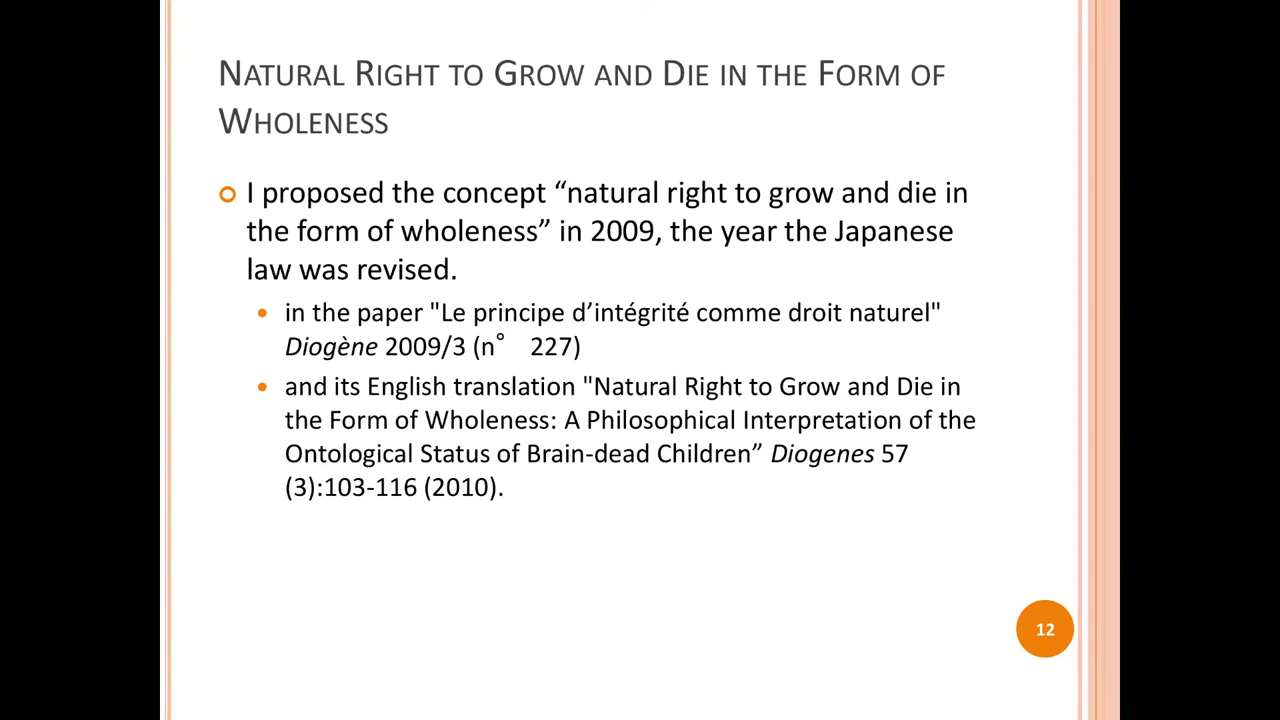 NATURAL RIGHT TO GROW AND DIE IN THE FORM OF
WHOLENESS
I proposed the concept “natural right to grow and die in
the form of wholeness” in 2009, the year the Japanese
law was revised.
in the paper "Le principe d’intégrité comme droit naturel"
Diogène 2009/3 (n° 227)
and its English translation "Natural Right to Grow and Die in
the Form of Wholeness: A Philosophical Interpretation of the
Ontological Status of Brain-dead Children” Diogenes 57
(3):103-116 (2010).
12